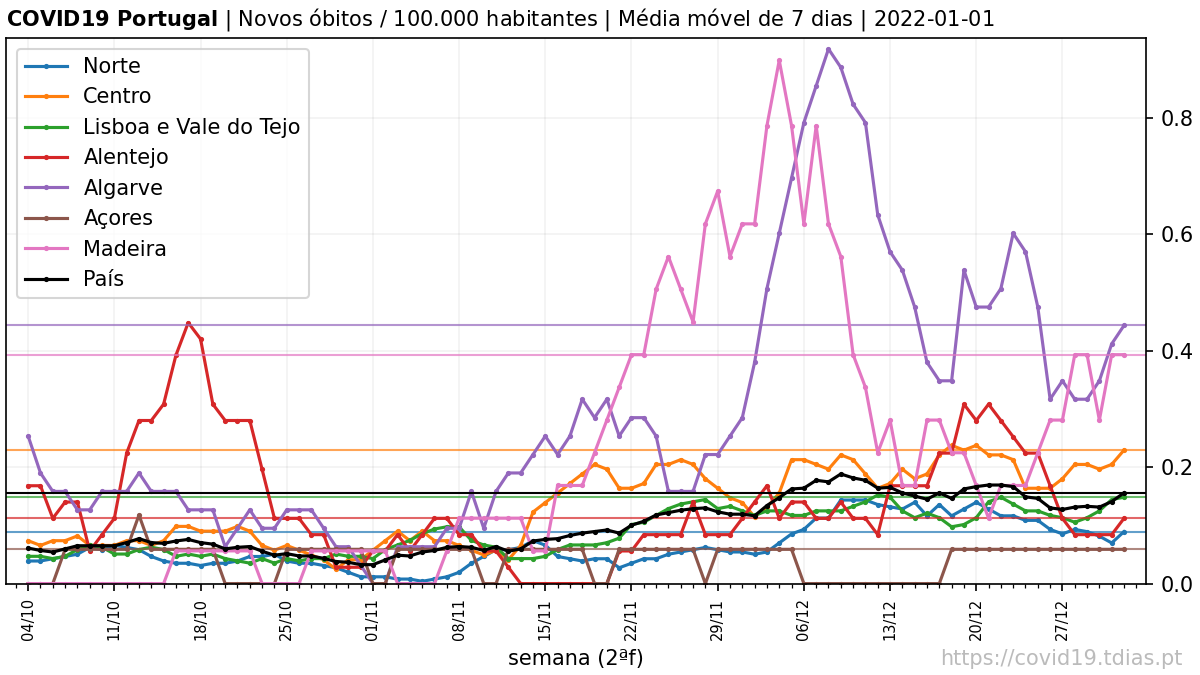 COVID19 Portugal | Novos óbitos / 100.000 habitantes | Média móvel de 7 dias | 2022-01-01
Norte
Centro
Lisboa e Vale do Tejo
Alentejo
Algarve
Açores
Madeira
País
0.8
0.6
0.4
0.2
0.0
04/10
11/10
18/10
25/10
01/11
08/11
15/11
22/11
29/11
06/12
13/12
20/12
27/12
semana (2ªf)
https://covid19.tdias.pt